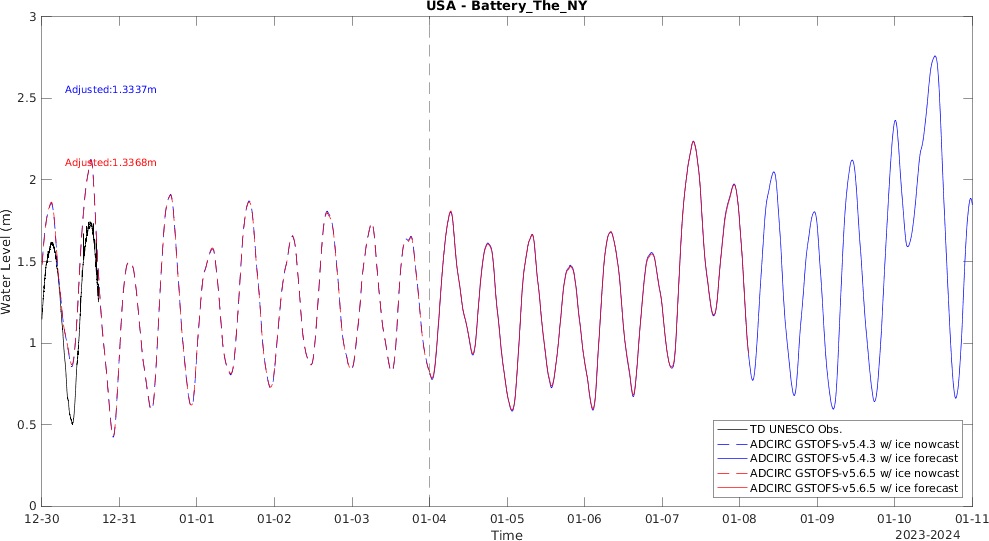 USA - Battery_The_NY
3
2.5
2
1.5
1
0.5
0
Water Level (m)
Adjusted:1.3337m
Adjusted:1.3368m
TD UNESCO Obs.
ADCIRC GSTOFS-v5.4.3 w/ ice nowcast
ADCIRC GSTOFS-v5.4.3 w/ ice forecast
ADCIRC GSTOFS-v5.6.5 w/ ice nowcast
ADCIRC GSTOFS-v5.6.5 w/ ice forecast
12-30 12-31 01-01 01-02 01-03 01-04 01-05 01-06 01-07 01-08 01-09 01-10 01-11
Time
2023-2024